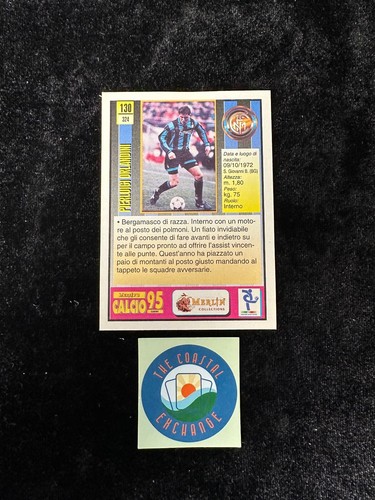 130
324
PIERLUIGI ORLANDINI
Data e luogo di
nascita:
09/10/1972
S. Giovanni B. (BG)
Altezza:
m. 1,80
Peso:
kg. 75
Ruolo:
Interno
• Bergamasco di razza. Interno con un moto-
re al posto dei polmoni. Un fiato invidiabile
che gli consente di fare avanti e indietro su
per il campo pronto ad offrire l'assist vincen-
te alle punte. Quest'anno ha piazzato un
paio di montanti al posto giusto mandando al
tappeto le squadre avversarie.
CALCIO 95
MERLIN
COLLECTIONS
THE COASTAL
EXCHANGE